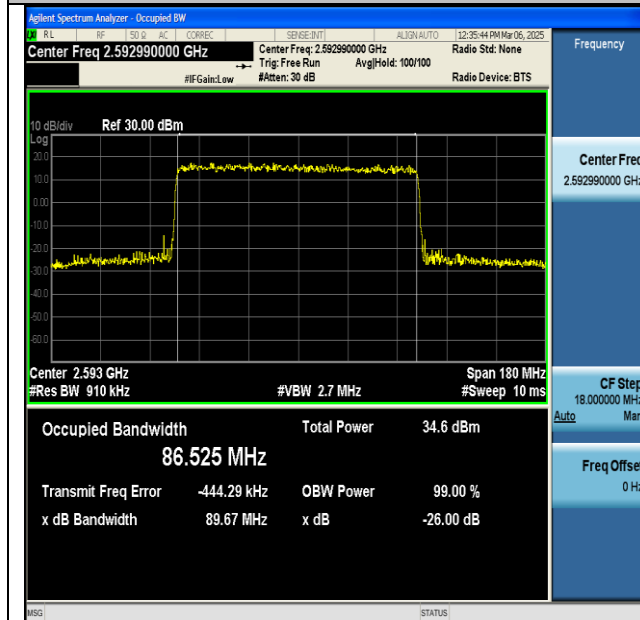 Agilent Spectrum Analyzer - Occupied BW
RL RF 50 Ω AC CORREC SENSE:INT ALIGN AUTO 12:35:44 PM Mar 06, 2025
Center Freq 2.592990000 GHz Center Freq: 2.592990000 GHz Radio Std: None
Trig: Free Run Avg|Hold: 100/100
#IFGain:Low #Atten: 30 dB Radio Device: BTS
10 dB/div Ref 30.00 dBm
Log
20.0
10.0
0.00
-10.0
-20.0
-30.0
-40.0
-50.0
-60.0
Center 2.593 GHz Span 180 MHz
#Res BW 910 kHz #VBW 2.7 MHz #Sweep 10 ms
Occupied Bandwidth Total Power 34.6 dBm
86.525 MHz
Transmit Freq Error -444.29 kHz OBW Power 99.00 %
x dB Bandwidth 89.67 MHz x dB -26.00 dB
MSG STATUS
Frequency
Center Freq
2.592990000 GHz
CF Step
18.000000 MHz
Auto Man
Freq Offset
0 Hz